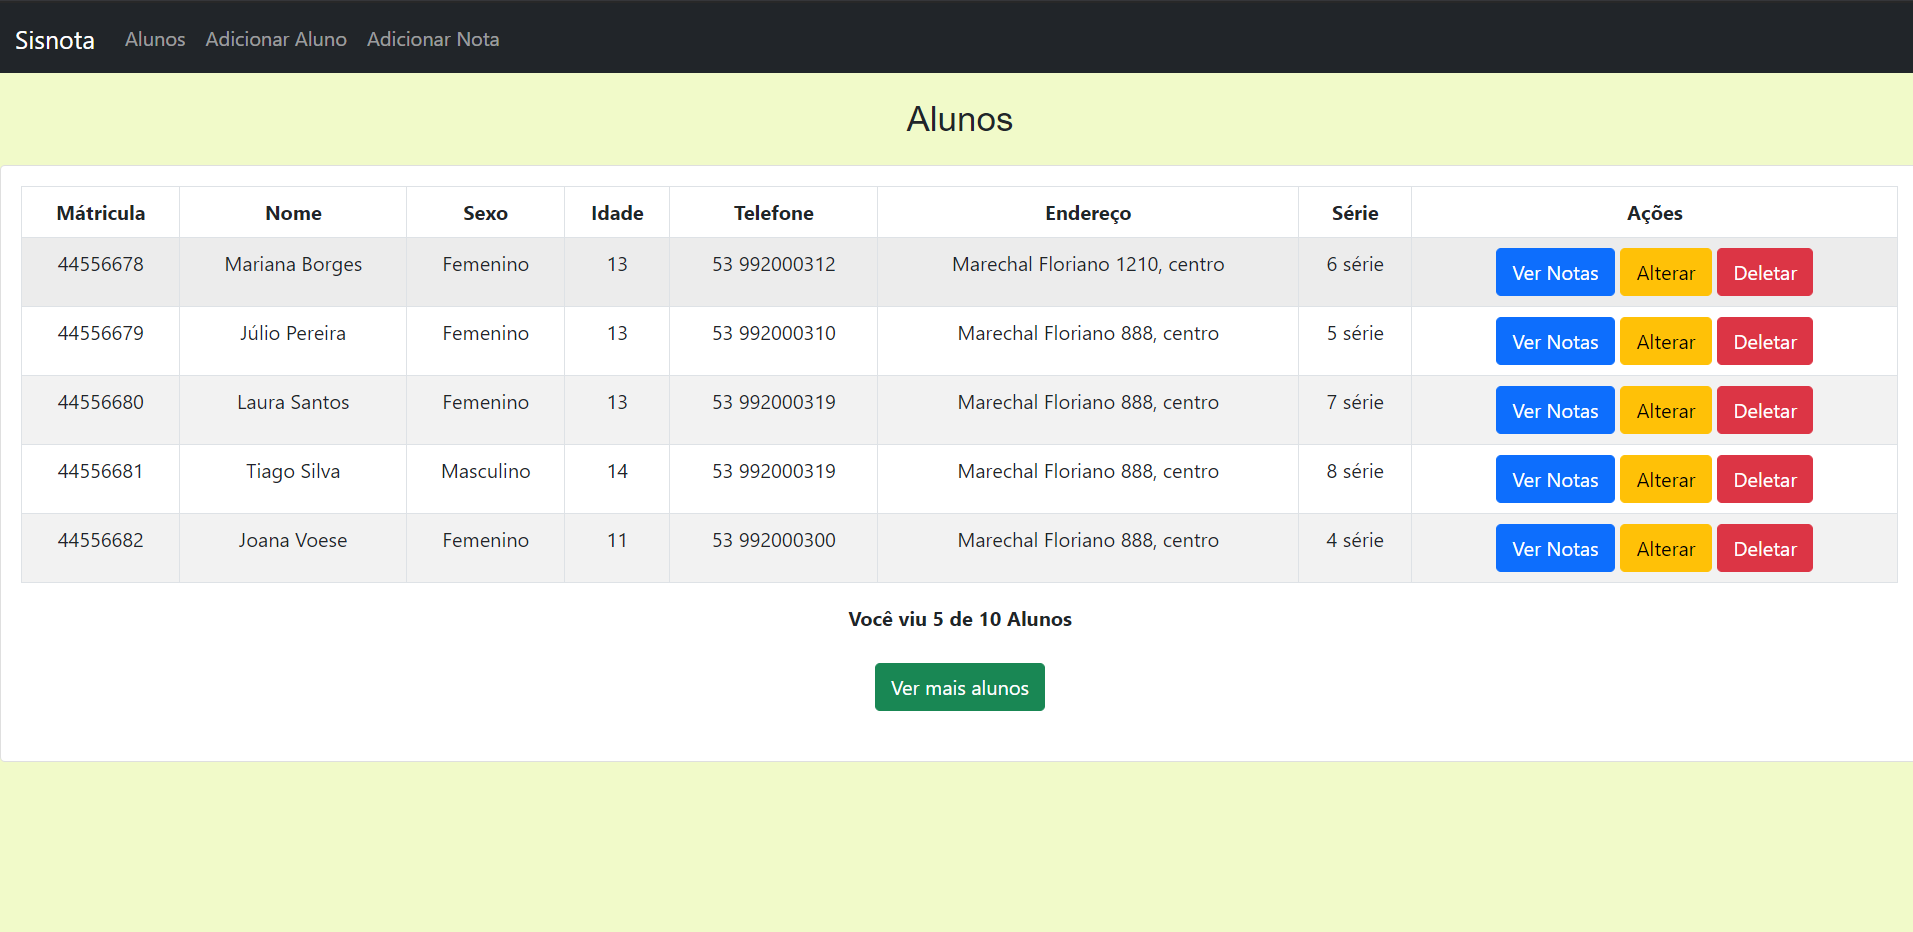 Sisnota Alunos Adicionar Aluno Adicionar Nota
Alunos
Mátricula Nome Sexo Idade Telefone Endereço Série Ações
44556678 Mariana Borges Femenino 13 53 992000312 Marechal Floriano 1210, centro 6 série Ver Notas Alterar Deletar
44556679 Júlio Pereira Femenino 13 53 992000310 Marechal Floriano 888, centro 5 série Ver Notas Alterar Deletar
44556680 Laura Santos Femenino 13 53 992000319 Marechal Floriano 888, centro 7 série Ver Notas Alterar Deletar
44556681 Tiago Silva Masculino 14 53 992000319 Marechal Floriano 888, centro 8 série Ver Notas Alterar Deletar
44556682 Joana Voese Femenino 11 53 992000300 Marechal Floriano 888, centro 4 série Ver Notas Alterar Deletar
Você viu 5 de 10 Alunos
Ver mais alunos